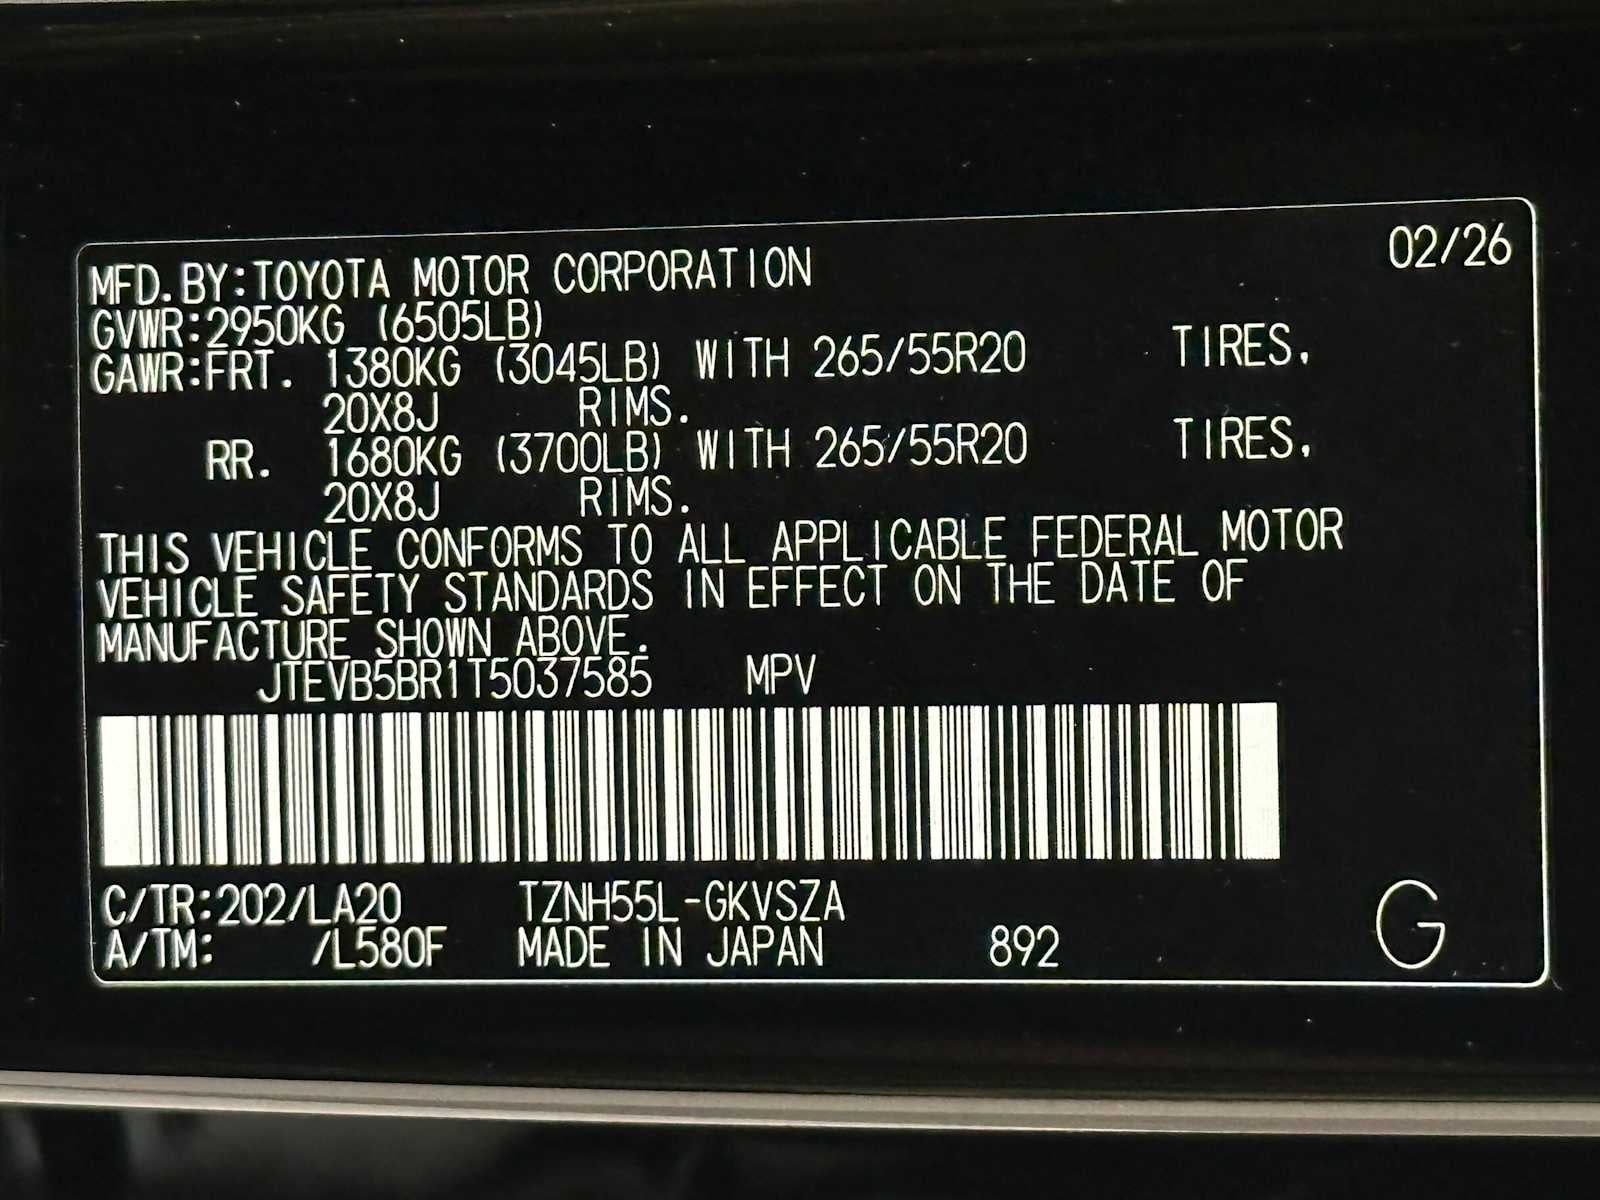 02/26
MFD.BY:TOYOTA MOTOR CORPORATION
GVWR:2950KG (6505LB)
GAWR:FRT. 1380KG (3045LB) WITH 265/55R20 TIRES,
20X8J RIMS.
RR. 1680KG (3700LB) WITH 265/55R20 TIRES,
20X8J RIMS.
THIS VEHICLE CONFORMS TO ALL APPLICABLE FEDERAL MOTOR
VEHICLE SAFETY STANDARDS IN EFFECT ON THE DATE OF
MANUFACTURE SHOWN ABOVE.
JTEVB5BR1T5037585 MPV
C/TR:202/LA20 TZNH55L-GKVSZA
A/TM: /L580F MADE IN JAPAN 892 G